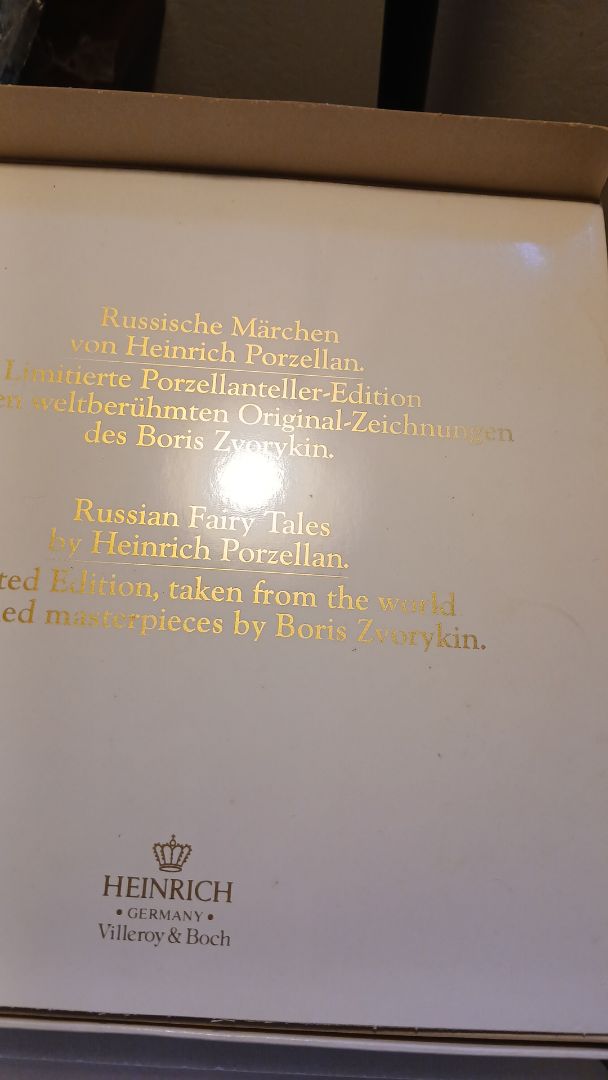 Russische Märchen
von Heinrich Porzellan.
Limitierte Porzellanteller-Edition
weltberühmten Original-Zeichnungen
des Boris Zvorykin.
Russian Fairy Tales
by Heinrich Porzellan.
Edition, taken from the world
masterpieces by Boris Zvorykin.
HEINRICH
• GERMANY •
Villeroy & Boch